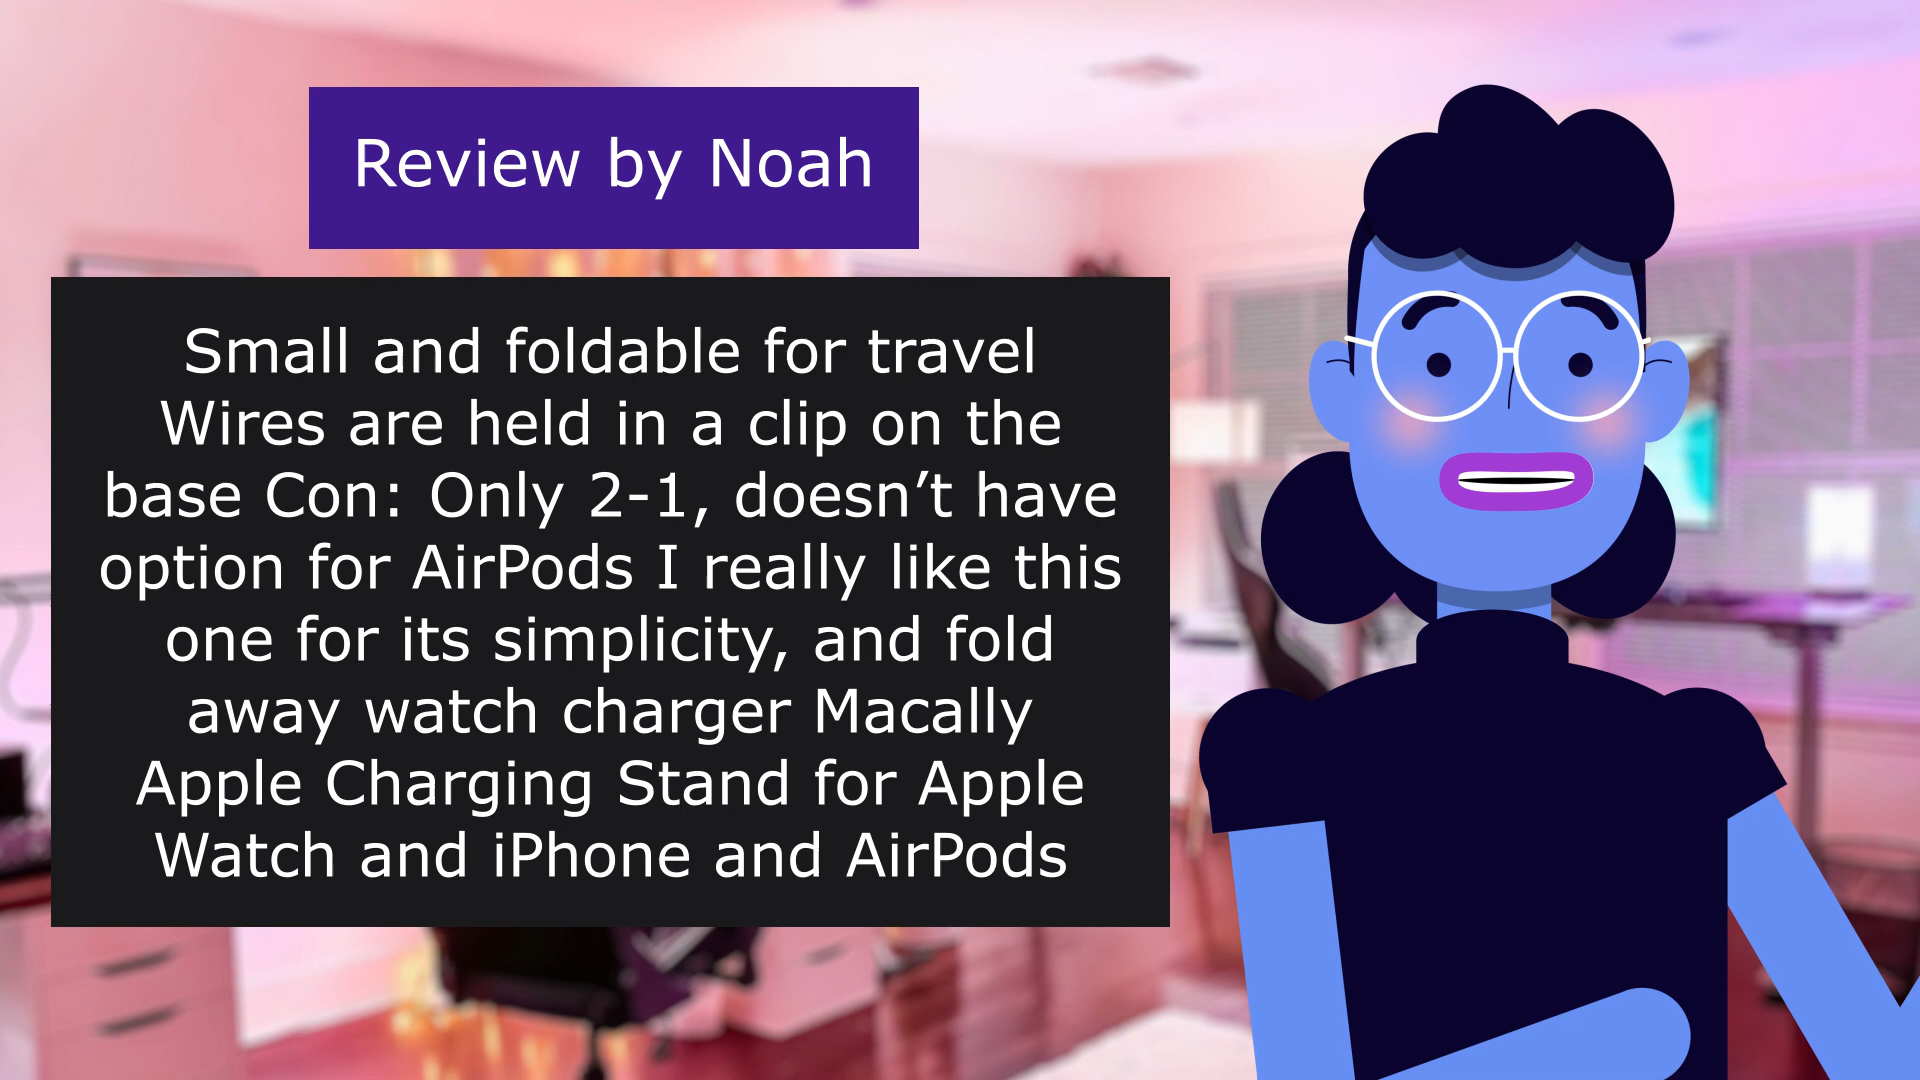 Review by Noah
Small and foldable for travel
Wires are held in a clip on the
base Con: Only 2-1, doesn’t have
option for AirPods I really like this
one for its simplicity, and fold
away watch charger Macally
Apple Charging Stand for Apple
Watch and iPhone and AirPods